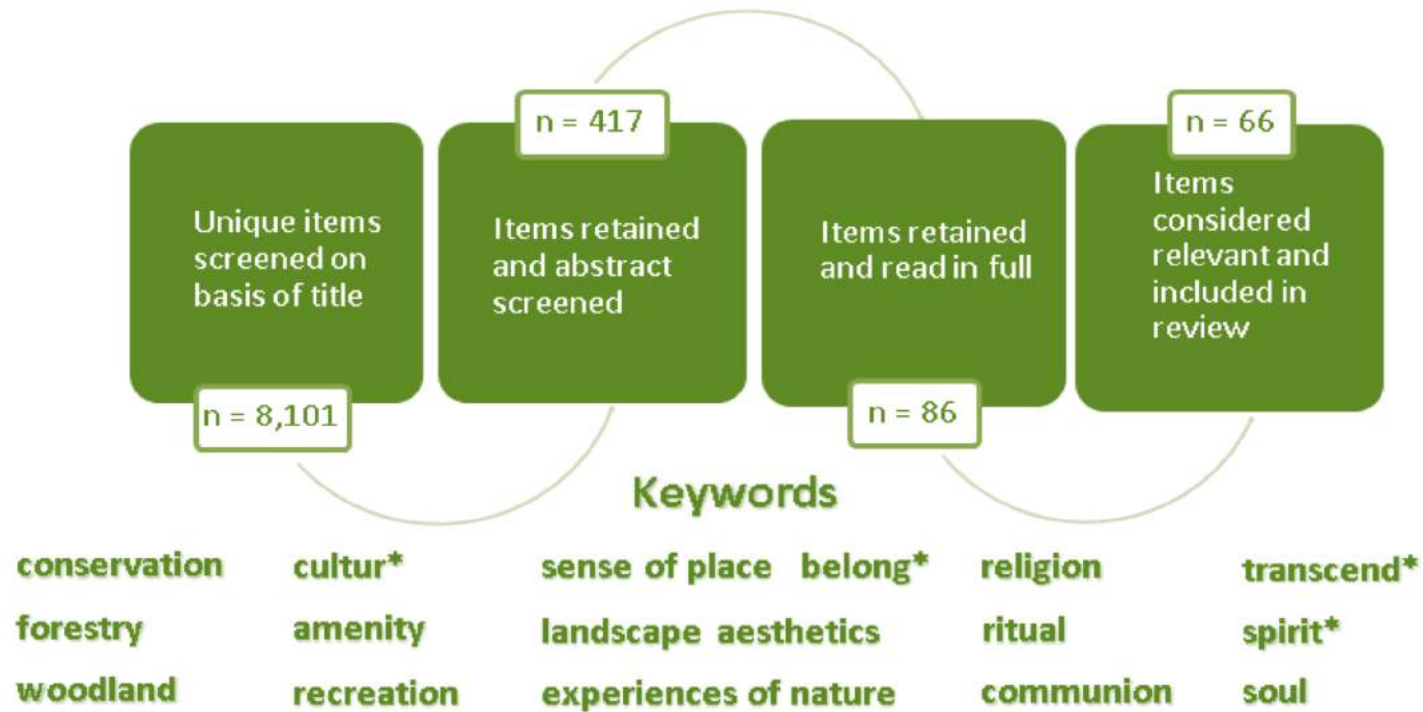 Unique items
screened on
basis of title
n = 8,101
n = 417
Items retained
and abstract
screened
Items retained
and read in full
n = 86
n = 66
Items
considered
relevant and
included in
review
Keywords
conservation cultur* sense of place belong* religion transcend*
forestry amenity landscape aesthetics ritual spirit*
woodland recreation experiences of nature communion soul